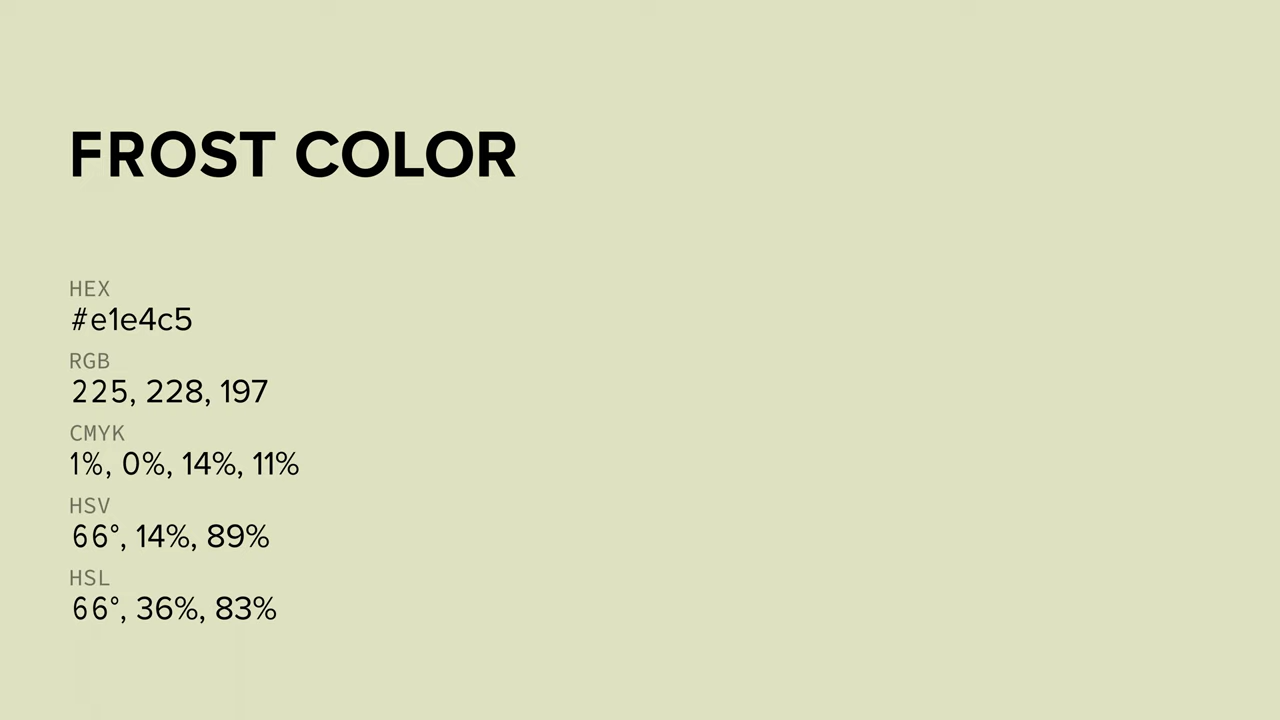 FROST COLOR
HEX
#e1e4c5
RGB
225, 228, 197
CMYK
1%, 0%, 14%, 11%
HSV
66°, 14%, 89%
HSL
66°, 36%, 83%